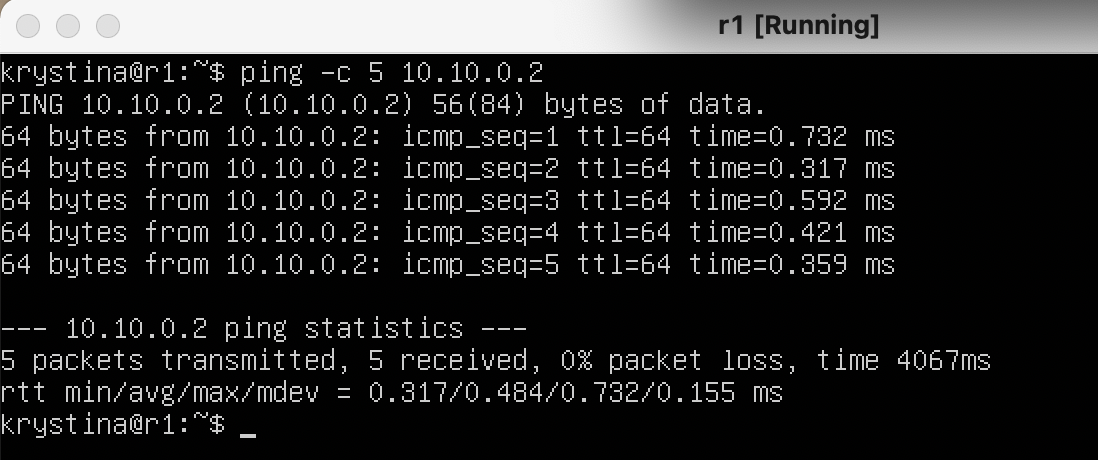 r1 [Running]
krystina@r1:~$ ping -c 5 10.10.0.2
PING 10.10.0.2 (10.10.0.2) 56(84) bytes of data.
64 bytes from 10.10.0.2: icmp_seq=1 ttl=64 time=0.732 ms
64 bytes from 10.10.0.2: icmp_seq=2 ttl=64 time=0.317 ms
64 bytes from 10.10.0.2: icmp_seq=3 ttl=64 time=0.592 ms
64 bytes from 10.10.0.2: icmp_seq=4 ttl=64 time=0.421 ms
64 bytes from 10.10.0.2: icmp_seq=5 ttl=64 time=0.359 ms
--- 10.10.0.2 ping statistics ---
5 packets transmitted, 5 received, 0% packet loss, time 4067ms
rtt min/avg/max/mdev = 0.317/0.484/0.732/0.155 ms
krystina@r1:~$ _